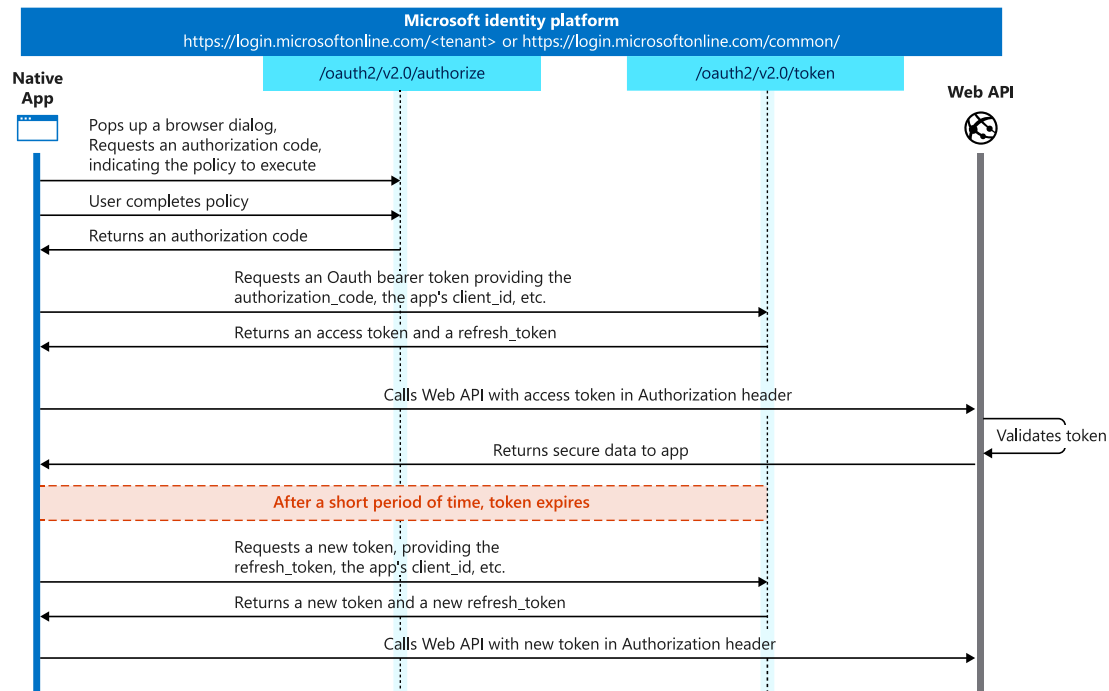 Microsoft identity platform
https://login.microsoftonline.com/<tenant> or https://login.microsoftonline.com/common/
/oauth2/v2.0/authorize
/oauth2/v2.0/token
Native
App
Web API
Pops up a browser dialog,
Requests an authorization code,
indicating the policy to execute
User completes policy
Returns an authorization code
Requests an Oauth bearer token providing the
authorization_code, the app's client_id, etc.
Returns an access token and a refresh_token
Calls Web API with access token in Authorization header
Validates token
Returns secure data to app
After a short period of time, token expires
Requests a new token, providing the
refresh_token, the app's client_id, etc.
Returns a new token and a new refresh_token
Calls Web API with new token in Authorization header